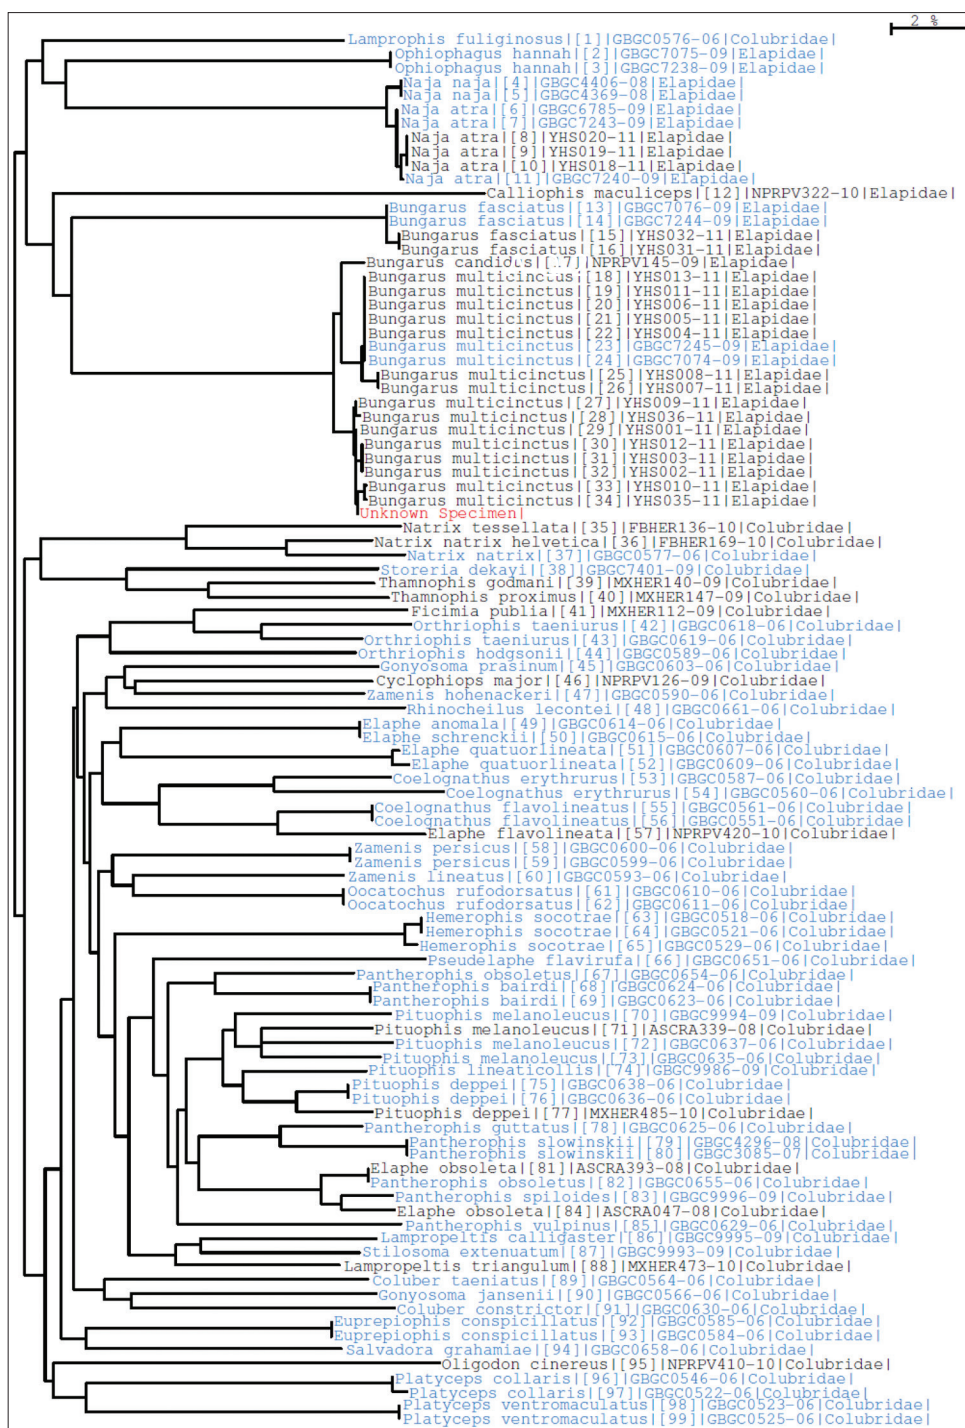 2 %
Lamprophis fuliginosus|[1]|GBGC0576-06|Colubridae|
Ophiophagus hannah|[2]|GBGC7075-09|Elapidae|
Ophiophagus hannah|[3]|GBGC7238-09|Elapidae|
Naja naja|[4]|GBGC4406-08|Elapidae|
Naja naja|[5]|GBGC4369-08|Elapidae|
Naja atra|[6]|GBGC6785-09|Elapidae|
Naja atra|[7]|GBGC7243-09|Elapidae|
Naja atra|[8]|YHS020-11|Elapidae|
Naja atra|[9]|YHS019-11|Elapidae|
Naja atra|[10]|YHS018-11|Elapidae|
Naja atra|[11]|GBGC7240-09|Elapidae|
Calliophis maculiceps|[12]|NPRPV322-10|Elapidae|
Bungarus fasciatus|[13]|GBGC7076-09|Elapidae|
Bungarus fasciatus|[14]|GBGC7244-09|Elapidae|
Bungarus fasciatus|[15]|YHS032-11|Elapidae|
Bungarus fasciatus|[16]|YHS031-11|Elapidae|
Bungarus candidus|[17]|NPRPV145-09|Elapidae|
Bungarus multicinctus|[18]|YHS013-11|Elapidae|
Bungarus multicinctus|[19]|YHS011-11|Elapidae|
Bungarus multicinctus|[20]|YHS006-11|Elapidae|
Bungarus multicinctus|[21]|YHS005-11|Elapidae|
Bungarus multicinctus|[22]|YHS004-11|Elapidae|
Bungarus multicinctus|[23]|GBGC7245-09|Elapidae|
Bungarus multicinctus|[24]|GBGC7074-09|Elapidae|
Bungarus multicinctus|[25]|YHS008-11|Elapidae|
Bungarus multicinctus|[26]|YHS007-11|Elapidae|
Bungarus multicinctus|[27]|YHS009-11|Elapidae|
Bungarus multicinctus|[28]|YHS036-11|Elapidae|
Bungarus multicinctus|[29]|YHS001-11|Elapidae|
Bungarus multicinctus|[30]|YHS012-11|Elapidae|
Bungarus multicinctus|[31]|YHS003-11|Elapidae|
Bungarus multicinctus|[32]|YHS002-11|Elapidae|
Bungarus multicinctus|[33]|YHS010-11|Elapidae|
Bungarus multicinctus|[34]|YHS035-11|Elapidae|
Unknown Specimen|
Natrix tessellata|[35]|FBHER136-10|Colubridae|
Natrix natrix helvetica|[36]|FBHER169-10|Colubridae|
Natrix natrix|[37]|GBGC0577-06|Colubridae|
Storeria dekayi|[38]|GBGC7401-09|Colubridae|
Thamnophis godmani|[39]|MXHER140-09|Colubridae|
Thamnophis proximus|[40]|MXHER147-09|Colubridae|
Ficimia publia|[41]|MXHER112-09|Colubridae|
Orthriophis taeniurus|[42]|GBGC0618-06|Colubridae|
Orthriophis taeniurus|[43]|GBGC0619-06|Colubridae|
Orthriophis hodgsonii|[44]|GBGC0589-06|Colubridae|
Gonyosoma prasinum|[45]|GBGC0603-06|Colubridae|
Cyclophiops major|[46]|NPRPV126-09|Colubridae|
Zamenis hohenackeri|[47]|GBGC0590-06|Colubridae|
Rhinocheilus lecontei|[48]|GBGC0661-06|Colubridae|
Elaphe anomala|[49]|GBGC0614-06|Colubridae|
Elaphe schrenckii|[50]|GBGC0615-06|Colubridae|
Elaphe quatuorlineata|[51]|GBGC0607-06|Colubridae|
Elaphe quatuorlineata|[52]|GBGC0609-06|Colubridae|
Coelognathus erythrurus|[53]|GBGC0587-06|Colubridae|
Coelognathus erythrurus|[54]|GBGC0560-06|Colubridae|
Coelognathus flavolineatus|[55]|GBGC0561-06|Colubridae|
Coelognathus flavolineatus|[56]|GBGC0551-06|Colubridae|
Elaphe flavolineata|[57]|NPRPV420-10|Colubridae|
Zamenis persicus|[58]|GBGC0600-06|Colubridae|
Zamenis persicus|[59]|GBGC0599-06|Colubridae|
Zamenis lineatus|[60]|GBGC0593-06|Colubridae|
Oocatochus rufodorsatus|[61]|GBGC0610-06|Colubridae|
Oocatochus rufodorsatus|[62]|GBGC0611-06|Colubridae|
Hemerophis socotrae|[63]|GBGC0518-06|Colubridae|
Hemerophis socotrae|[64]|GBGC0521-06|Colubridae|
Hemerophis socotrae|[65]|GBGC0529-06|Colubridae|
Pseudelaphe flavirufa|[66]|GBGC0651-06|Colubridae|
Pantherophis obsoletus|[67]|GBGC0654-06|Colubridae|
Pantherophis bairdi|[68]|GBGC0624-06|Colubridae|
Pantherophis bairdi|[69]|GBGC0623-06|Colubridae|
Pituophis melanoleucus|[70]|GBGC9994-09|Colubridae|
Pituophis melanoleucus|[71]|ASCRA339-08|Colubridae|
Pituophis melanoleucus|[72]|GBGC0637-06|Colubridae|
Pituophis melanoleucus|[73]|GBGC0635-06|Colubridae|
Pituophis lineaticollis|[74]|GBGC9986-09|Colubridae|
Pituophis deppei|[75]|GBGC0638-06|Colubridae|
Pituophis deppei|[76]|GBGC0636-06|Colubridae|
Pituophis deppei|[77]|MXHER485-10|Colubridae|
Pantherophis guttatus|[78]|GBGC0625-06|Colubridae|
Pantherophis slowinskii|[79]|GBGC4296-08|Colubridae|
Pantherophis slowinskii|[80]|GBGC3085-07|Colubridae|
Elaphe obsoleta|[81]|ASCRA393-08|Colubridae|
Pantherophis obsoletus|[82]|GBGC0655-06|Colubridae|
Pantherophis spiloides|[83]|GBGC9996-09|Colubridae|
Elaphe obsoleta|[84]|ASCRA047-08|Colubridae|
Pantherophis vulpinus|[85]|GBGC0629-06|Colubridae|
Lampropeltis calligaster|[86]|GBGC9995-09|Colubridae|
Stilosoma extenuatum|[87]|GBGC9993-09|Colubridae|
Lampropeltis triangulum|[88]|MXHER473-10|Colubridae|
Coluber taeniatus|[89]|GBGC0564-06|Colubridae|
Gonyosoma jansenii|[90]|GBGC0566-06|Colubridae|
Coluber constrictor|[91]|GBGC0630-06|Colubridae|
Euprepiophis conspicillatus|[92]|GBGC0585-06|Colubridae|
Euprepiophis conspicillatus|[93]|GBGC0584-06|Colubridae|
Salvadora grahamiae|[94]|GBGC0658-06|Colubridae|
Oligodon cinereus|[95]|NPRPV410-10|Colubridae|
Platyceps collaris|[96]|GBGC0546-06|Colubridae|
Platyceps collaris|[97]|GBGC0522-06|Colubridae|
Platyceps ventromaculatus|[98]|GBGC0523-06|Colubridae|
Platyceps ventromaculatus|[99]|GBGC0525-06|Colubridae|